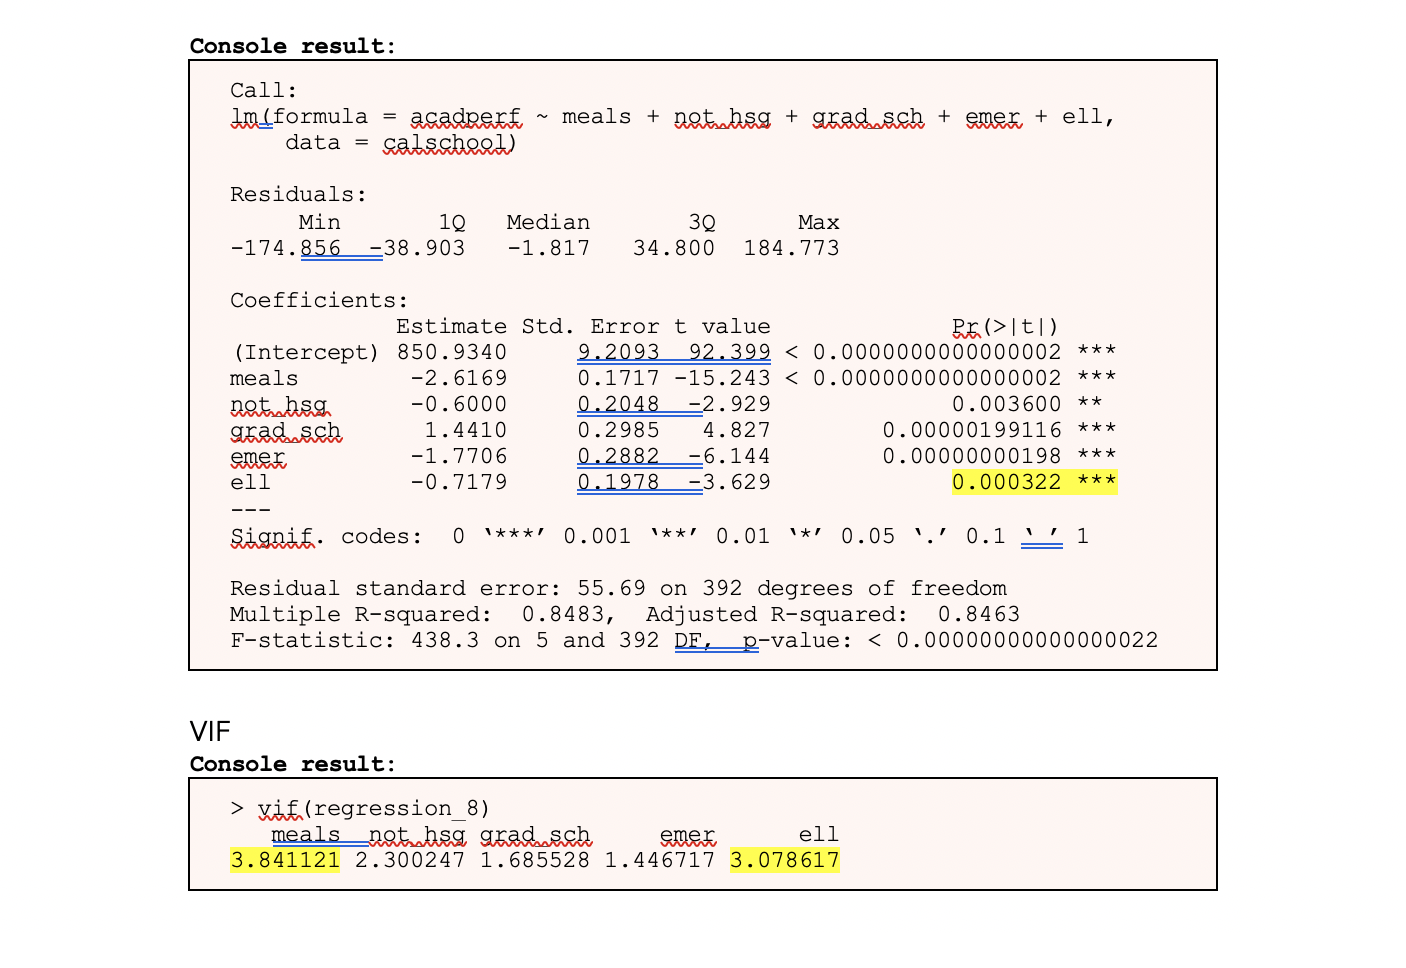 Console result:
Call:
lm(formula = acadperf ~ meals + not_hsg + grad_sch + emer + ell,
    data = calschool)
Residuals:
     Min       1Q   Median       3Q      Max
-174.856  -38.903   -1.817   34.800  184.773
Coefficients:
            Estimate Std. Error t value             Pr(>|t|)
(Intercept) 850.9340     9.2093  92.399 < 0.0000000000000002 ***
meals        -2.6169     0.1717 -15.243 < 0.0000000000000002 ***
not_hsg      -0.6000     0.2048  -2.929             0.003600 **
grad_sch      1.4410     0.2985   4.827        0.00000199116 ***
emer         -1.7706     0.2882  -6.144        0.00000000198 ***
ell          -0.7179     0.1978  -3.629             0.000322 ***
---
Signif. codes:  0 ‘***’ 0.001 ‘**’ 0.01 ‘*’ 0.05 ‘.’ 0.1 ‘ ’ 1
Residual standard error: 55.69 on 392 degrees of freedom
Multiple R-squared:  0.8483,  Adjusted R-squared:  0.8463
F-statistic: 438.3 on 5 and 392 DF,  p-value: < 0.00000000000000022
VIF
Console result:
> vif(regression_8)
   meals  not_hsg grad_sch     emer      ell
3.841121 2.300247 1.685528 1.446717 3.078617